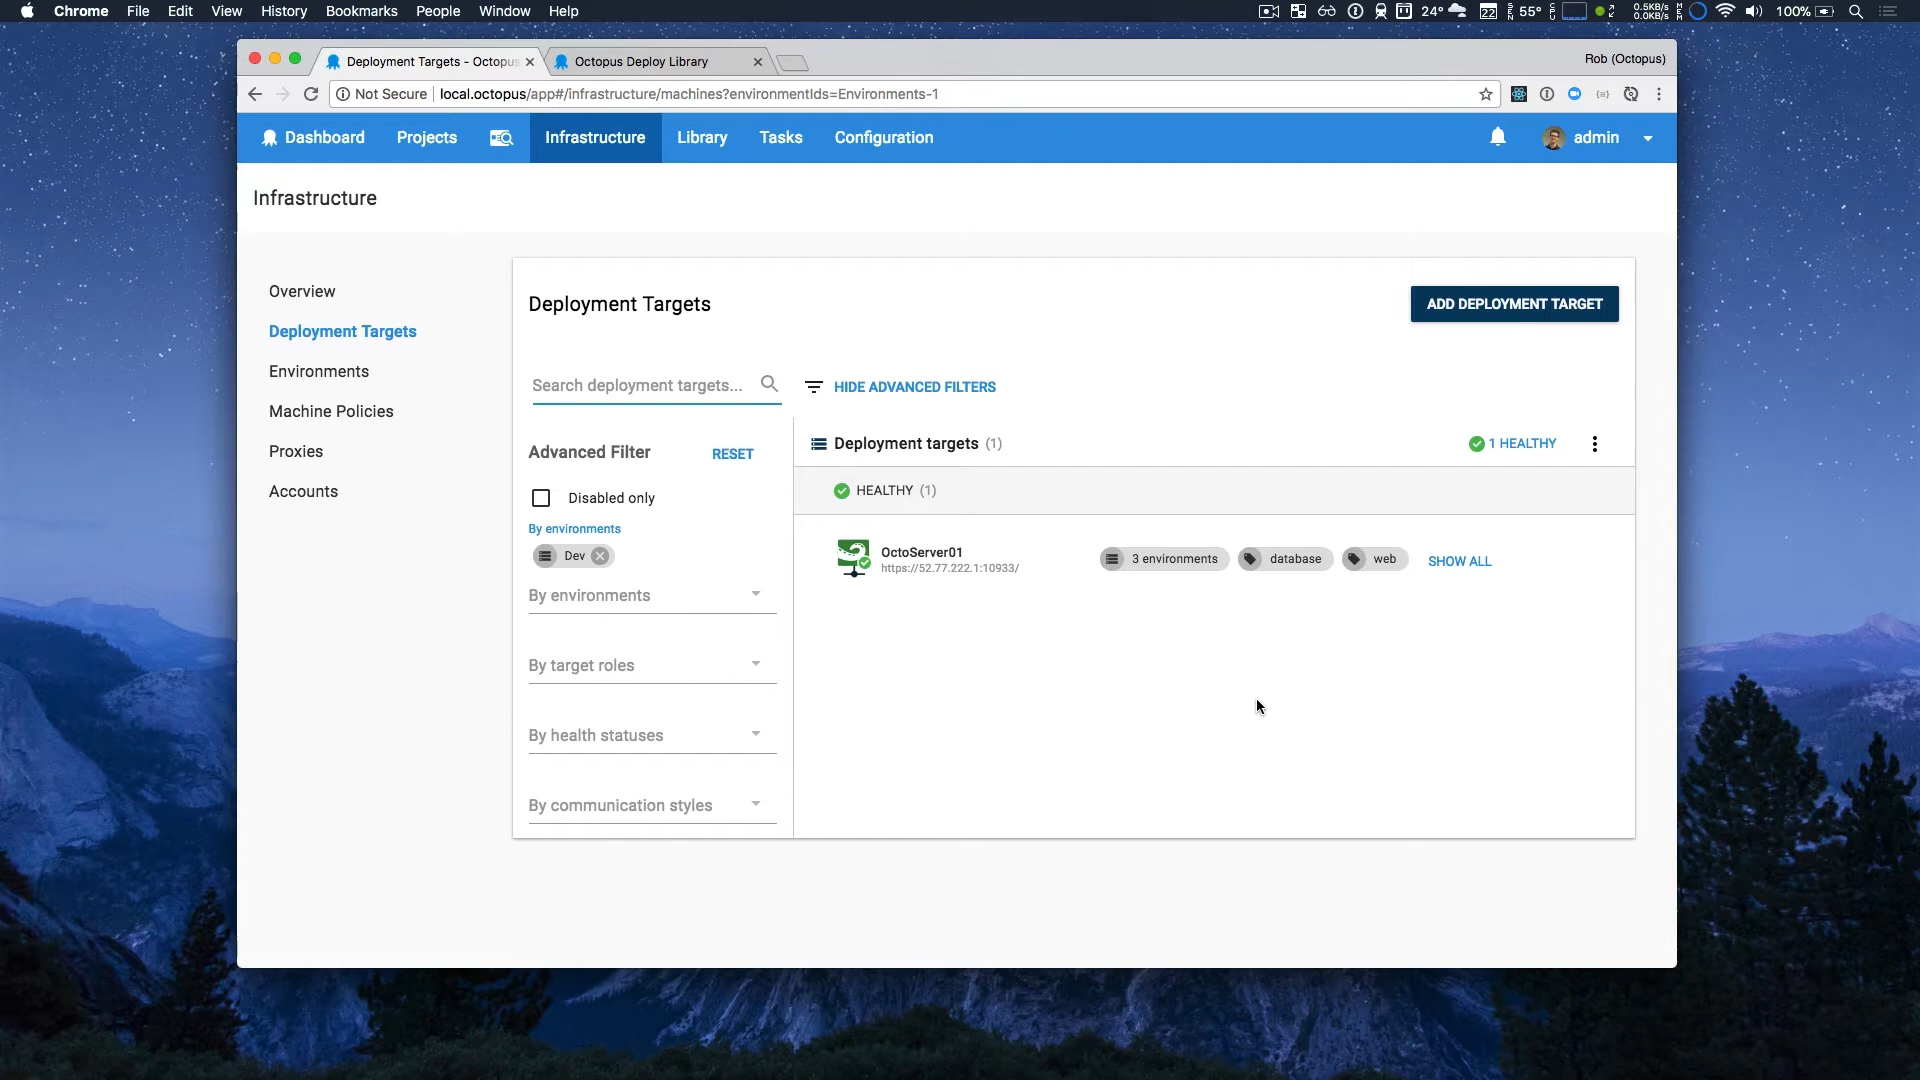 Chrome File Edit View History Bookmarks People Window Help 24° 22 55° 0.5KB/s 0.0KB/s 100%
Deployment Targets - Octopus Octopus Deploy Library Rob (Octopus)
Not Secure local.octopus/app#/infrastructure/machines?environmentIds=Environments-1
Dashboard Projects Infrastructure Library Tasks Configuration admin
Infrastructure
Overview
Deployment Targets
Environments
Machine Policies
Proxies
Accounts
Deployment Targets
ADD DEPLOYMENT TARGET
Search deployment targets...
HIDE ADVANCED FILTERS
Advanced Filter RESET
Disabled only
By environments
Dev
By environments
By target roles
By health statuses
By communication styles
Deployment targets (1) 1 HEALTHY
HEALTHY (1)
OctoServer01
https://52.77.222.1:10933/
3 environments database web SHOW ALL